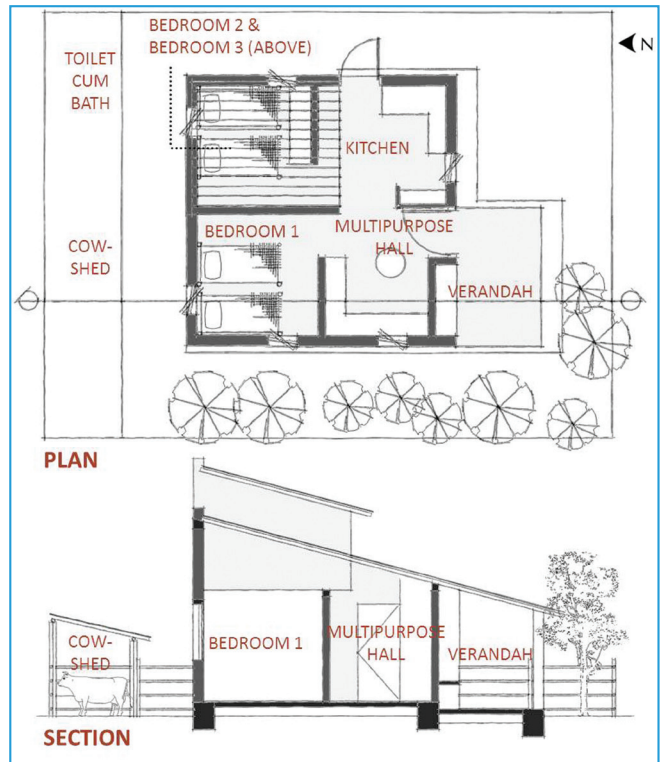 BEDROOM 2 &
BEDROOM 3 (ABOVE)
TOILET
CUM
BATH
N
KITCHEN
BEDROOM 1
MULTIPURPOSE
HALL
COW-
SHED
VERANDAH
PLAN
COW-
SHED
BEDROOM 1
MULTIPURPOSE
HALL
VERANDAH
SECTION